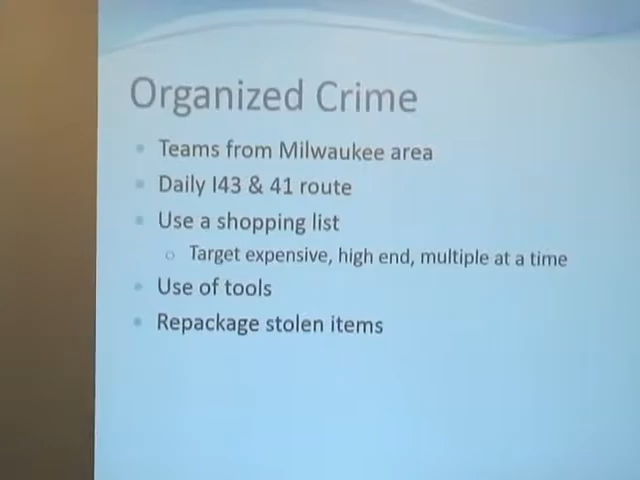 Organized Crime
Teams from Milwaukee area
Daily I43 & 41 route
Use a shopping list
Target expensive, high end, multiple at a time
Use of tools
Repackage stolen items